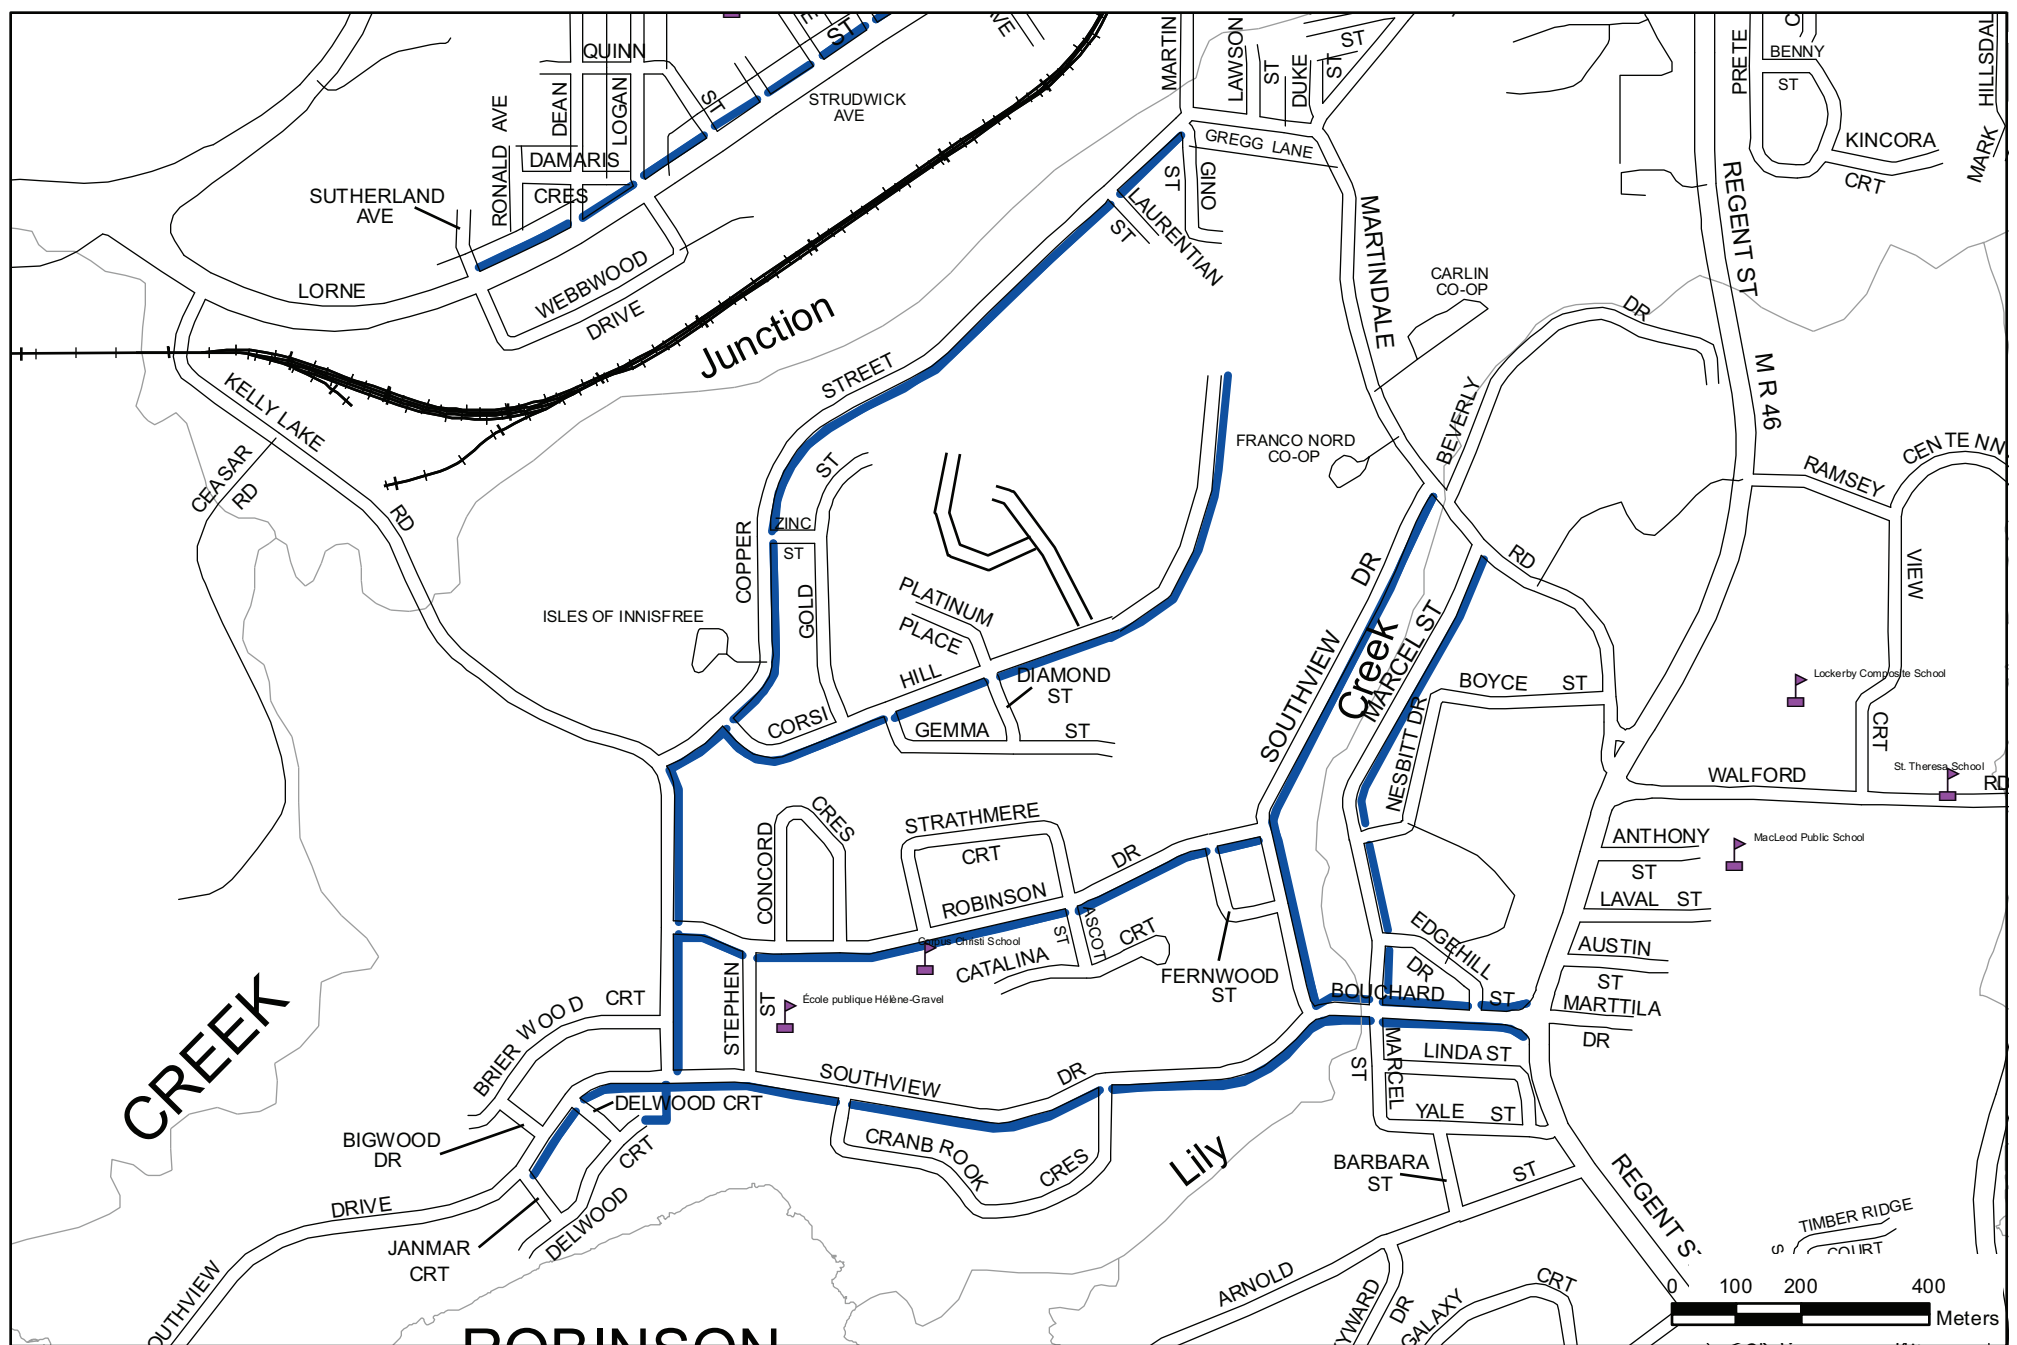 QUINN
ST
ST
AVE
MARTIN
LAWSON
ST
DUKE
ST
ST
PRETE
BENNY
ST
HILLSDAL
MARK
KINCORA
CRT
RONALD AVE
DEAN
LOGAN
STRUDWICK
AVE
DAMARIS
CRES
SUTHERLAND
AVE
GREGG LANE
ST
GINO
LAURENTIAN
ST
REGENT ST
MARTINDALE
LORNE
WEBBWOOD
DRIVE
Junction
CARLIN
CO-OP
DR
M R 46
KELLY LAKE
RD
CEASAR
RD
STREET
BEVERLY
FRANCO NORD
CO-OP
RAMSEY
CENTENN
VIEW
CRT
COPPER
ZINC
ST
ST
GOLD
ISLES OF INNISFREE
PLATINUM
PLACE
RD
SOUTHVIEW DR
Creek
MARCEL ST
HILL
CORSI
DIAMOND
ST
GEMMA ST
BOYCE ST
NESBITT DR
Lockerby Composite School
St. Theresa School
WALFORD RD
MacLeod Public School
CONCORD
CRES
STRATHMERE
CRT
ROBINSON
DR
ANTHONY
ST
LAVAL ST
AUSTIN
ST
MARTTILA
DR
Corpus Christi School
ASCOT
ST
CATALINA
CRT
FERNWOOD
ST
EDGEHILL
DR
BOUCHARD ST
CREEK
BRIER WOOD CRT
STEPHEN
ST
École publique Hélène-Gravel
SOUTHVIEW
DR
MARCEL
ST
LINDA ST
YALE ST
DELWOOD CRT
BIGWOOD
DR
CRT
DELWOOD
CRANBROOK
CRES
Lily
BARBARA
ST
ST
REGENT ST
DRIVE
JANMAR
CRT
TIMBER RIDGE
COURT
ARNOLD
DR
GALAXY
CRT
ROBINSON
0 100 200 400
Meters